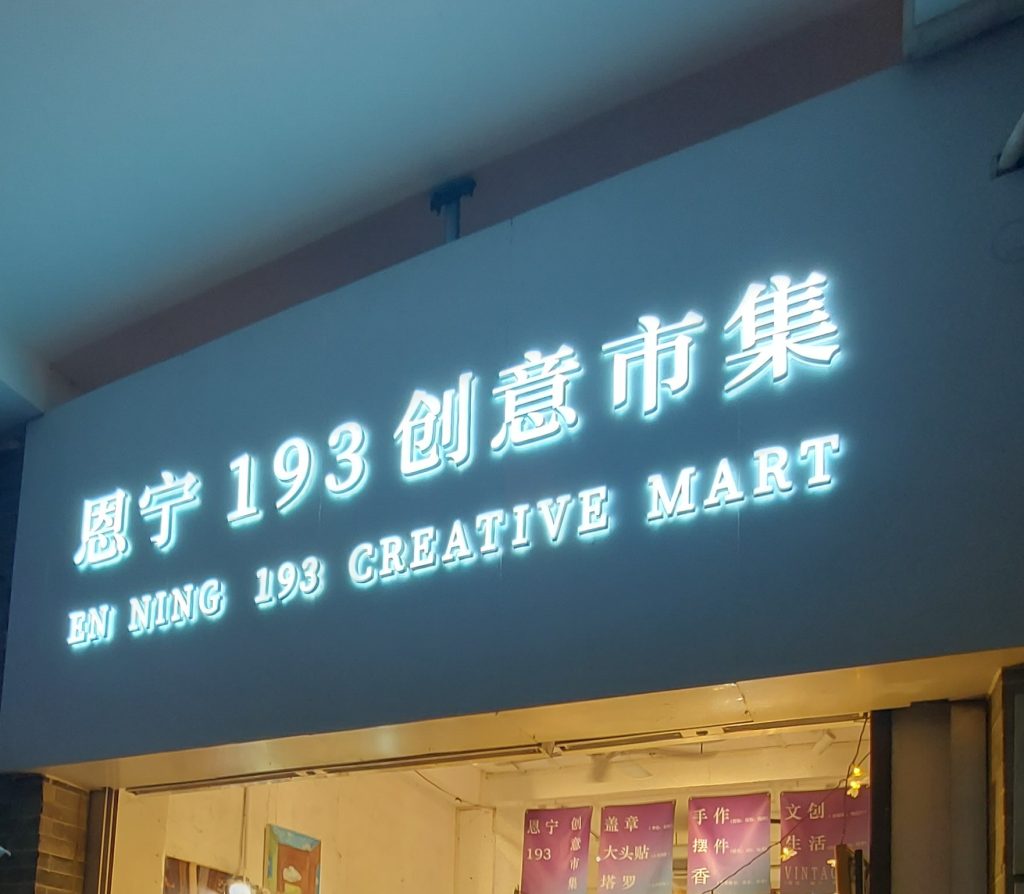 恩宁 193 创意市集
EN NING 193 CREATIVE MART
恩宁
193
创意市集
盖章
大头贴
塔罗
手作
摆件
香
文创
生活